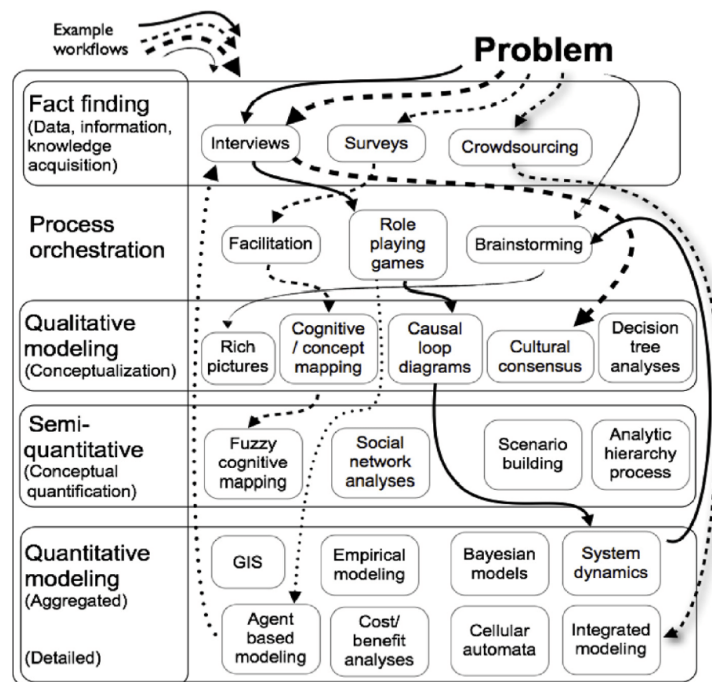 Example
workflows
Problem
Fact finding
(Data, information,
knowledge
acquisition)
Interviews
Surveys
Crowdsourcing
Process
orchestration
Facilitation
Role
playing
games
Brainstorming
Qualitative
modeling
(Conceptualization)
Rich
pictures
Cognitive
/ concept
mapping
Causal
loop
diagrams
Cultural
consensus
Decision
tree
analyses
Semi-
quantitative
(Conceptual
quantification)
Fuzzy
cognitive
mapping
Social
network
analyses
Scenario
building
Analytic
hierarchy
process
Quantitative
modeling
(Aggregated)
(Detailed)
GIS
Empirical
modeling
Bayesian
models
System
dynamics
Agent
based
modeling
Cost/
benefit
analyses
Cellular
automata
Integrated
modeling